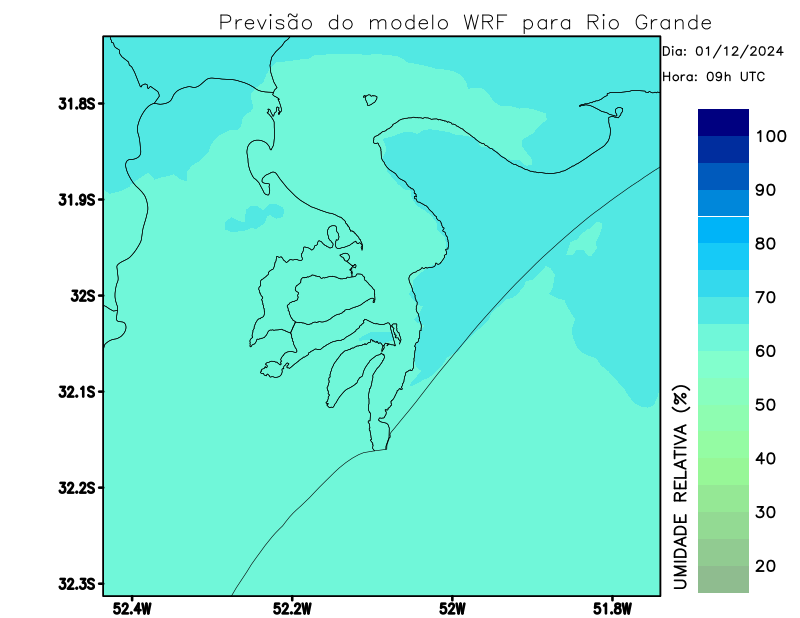 Previsão do modelo WRF para Rio Grande
Dia: 01/12/2024
Hora: 09h UTC
31.8S
31.9S
32S
32.1S
32.2S
32.3S
52.4W
52.2W
52W
51.8W
UMIDADE RELATIVA (%)
100
90
80
70
60
50
40
30
20